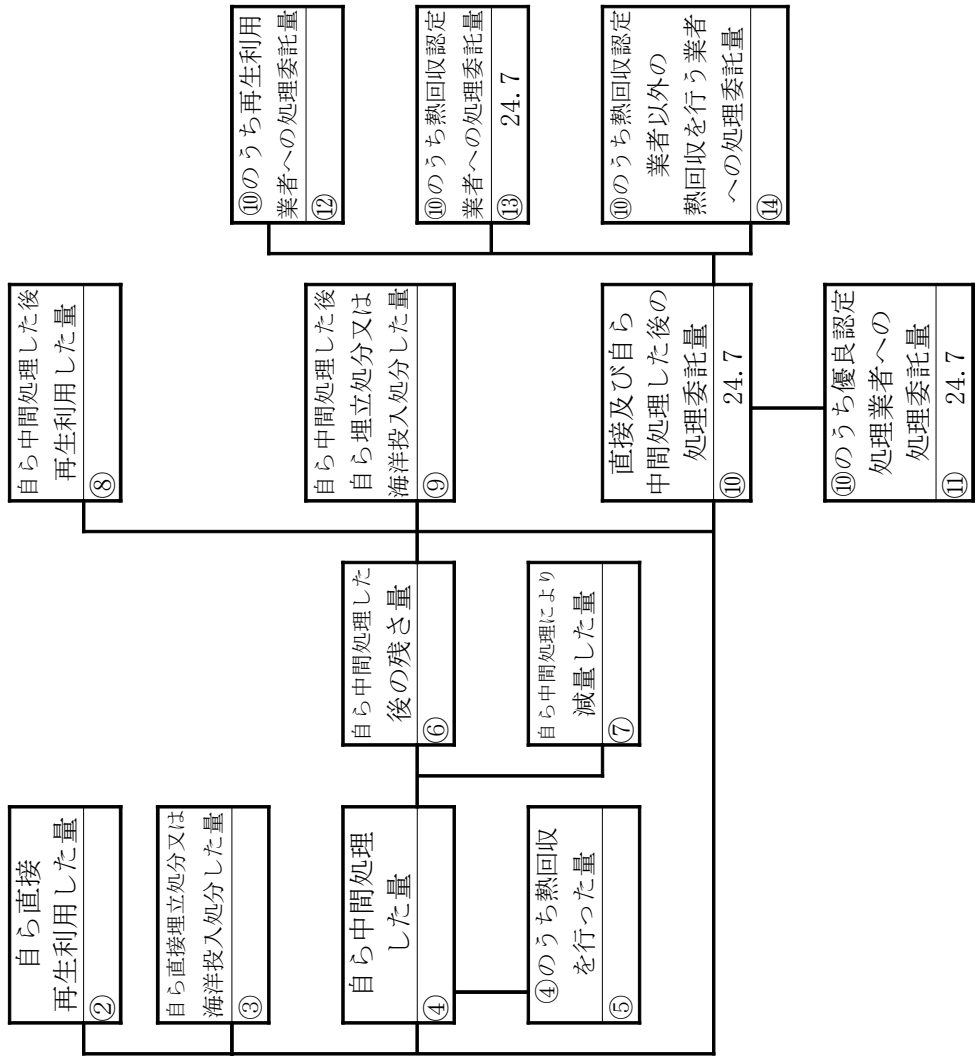 自ら直接
再生利用した量
②
自ら直接埋立処分又は
海洋投入処分した量
③
自ら中間処理
した量
④
④のうち熱回収
を行った量
⑤
自ら中間処理した
後の残さ量
⑥
自ら中間処理により
減量した量
⑦
自ら中間処理した後
再生利用した量
⑧
自ら中間処理した後
自ら埋立処分又は
海洋投入処分した量
⑨
直接及び自ら
中間処理した後の
処理委託量
⑩ 24.7
⑩のうち優良認定
処理業者への
処理委託量
⑪ 24.7
⑩のうち再生利用
業者への処理委託量
⑫
⑩のうち熱回収認定
業者への処理委託量
⑬ 24.7
⑩のうち熱回収認定
業者以外の
熱回収を行う業者
への処理委託量
⑭